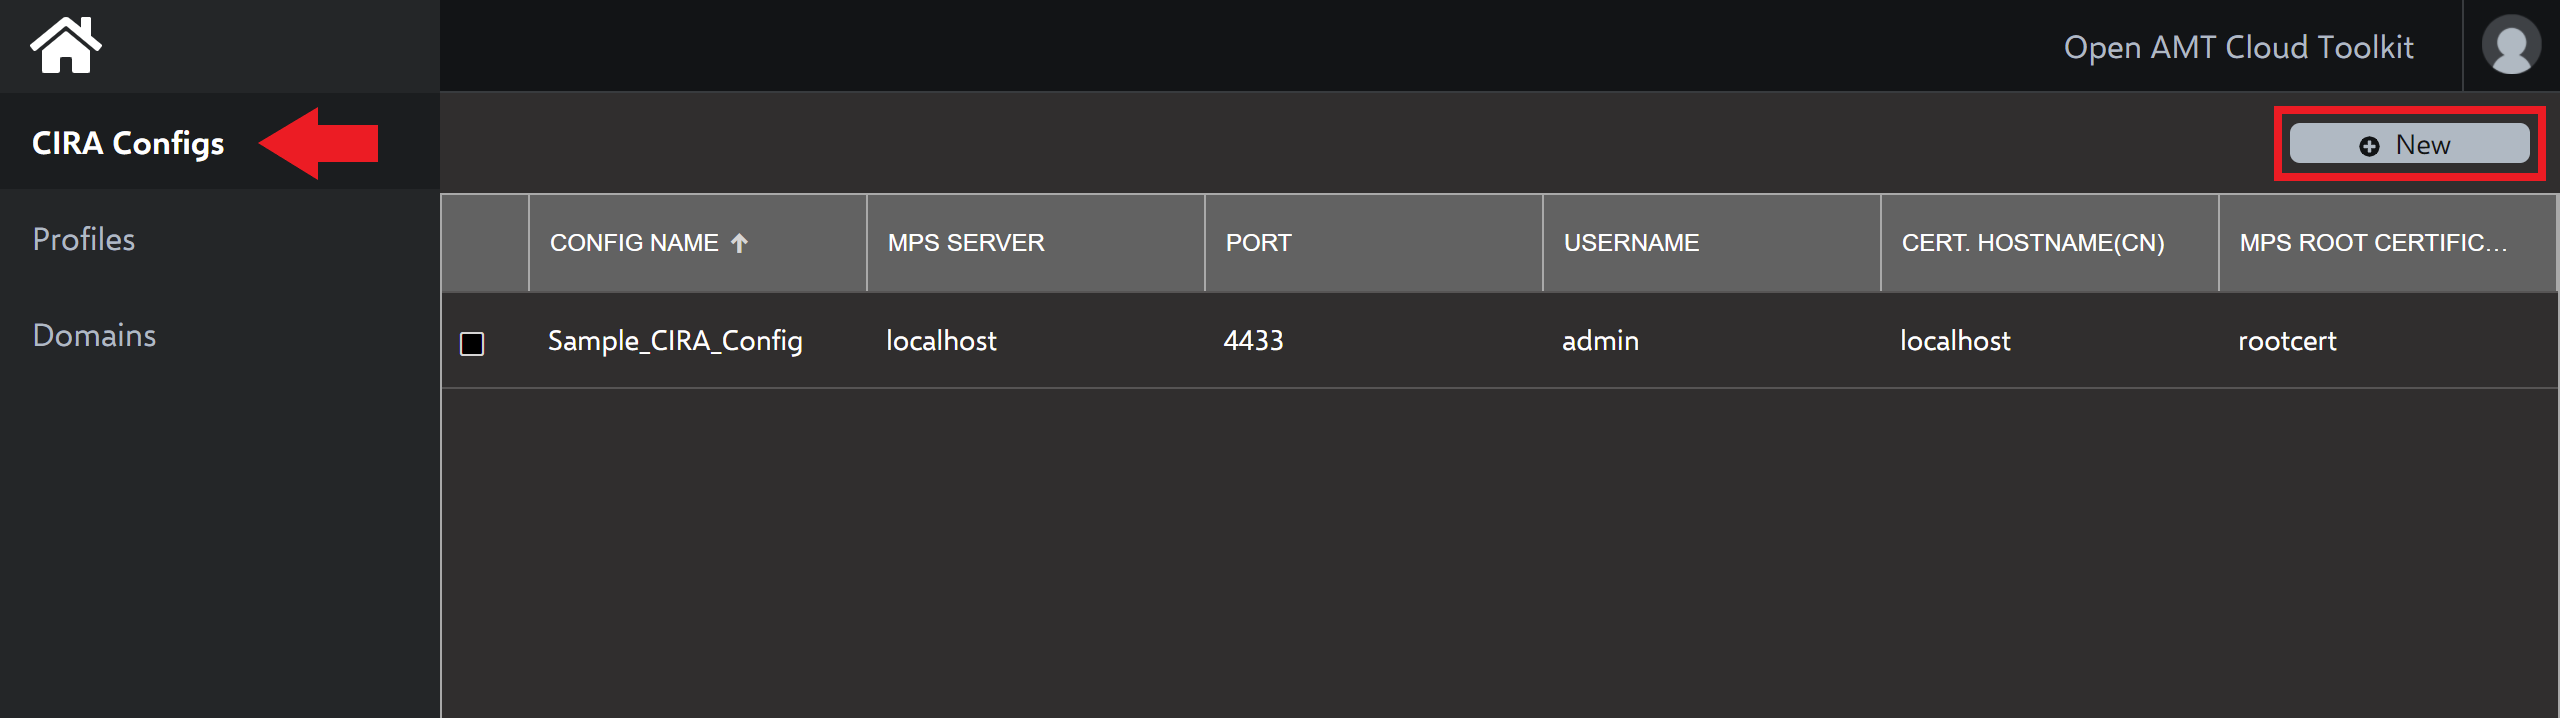 Open AMT Cloud Toolkit
CIRA Configs
New
Profiles
Domains
CONFIG NAME MPS SERVER PORT USERNAME CERT. HOSTNAME(CN) MPS ROOT CERTIFIC...
Sample_CIRA_Config localhost 4433 admin localhost rootcert